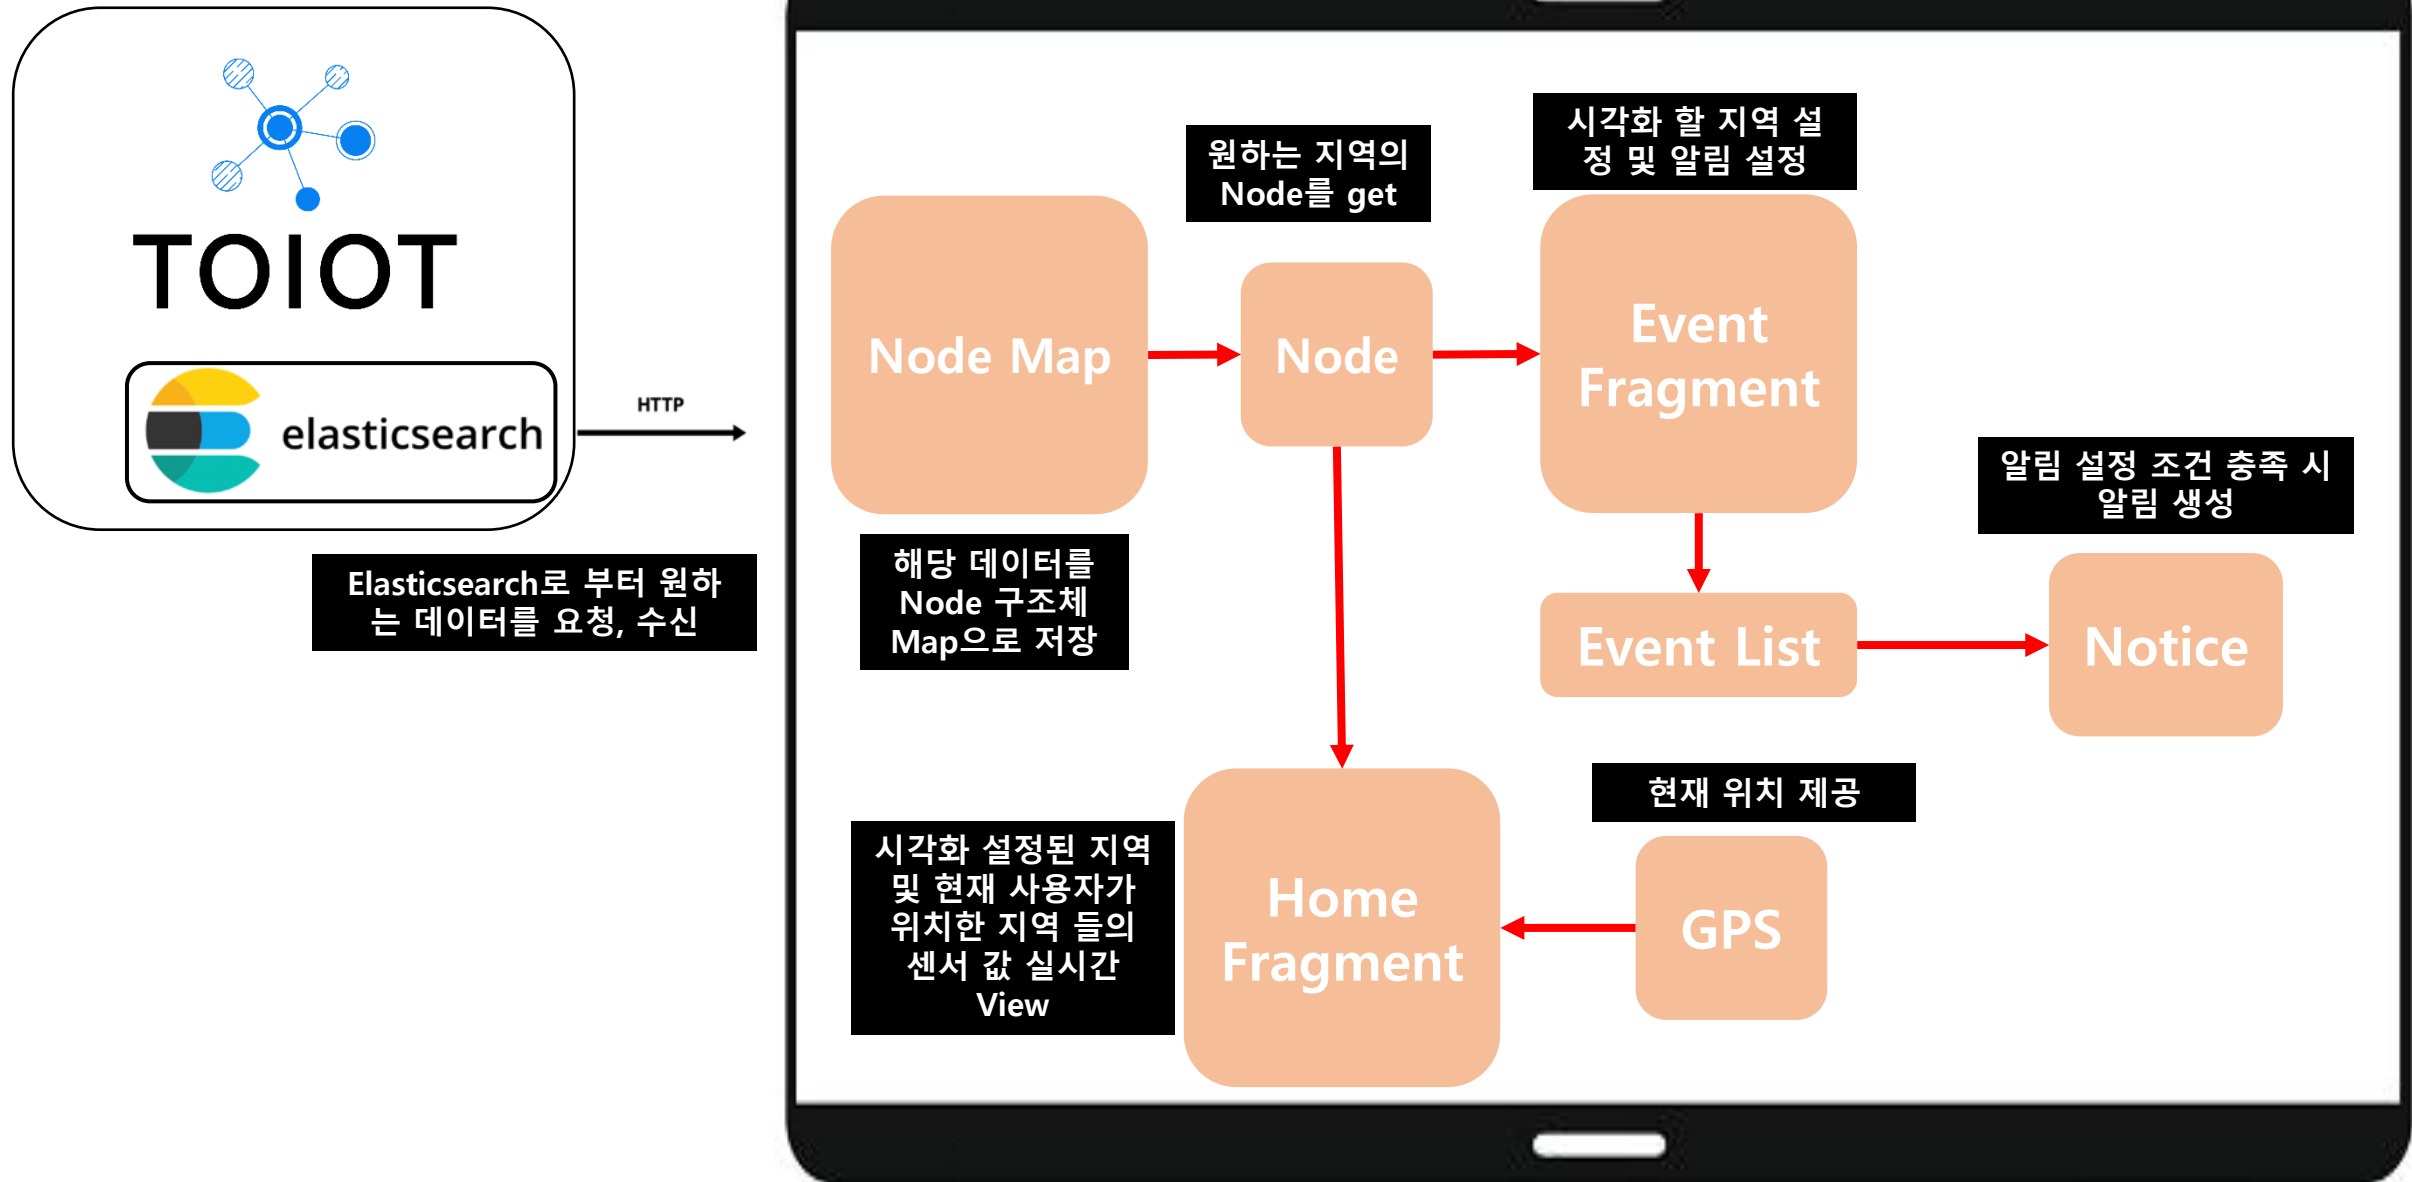 TOIOT
elasticsearch
HTTP
Elasticsearch로 부터 원하
는 데이터를 요청, 수신
원하는 지역의
Node를 get
시각화 할 지역 설
정 및 알림 설정
Node Map
Node
Event
Fragment
해당 데이터를
Node 구조체
Map으로 저장
알림 설정 조건 충족 시
알림 생성
Event List
Notice
시각화 설정된 지역
및 현재 사용자가
위치한 지역 들의
센서 값 실시간
View
Home
Fragment
현재 위치 제공
GPS